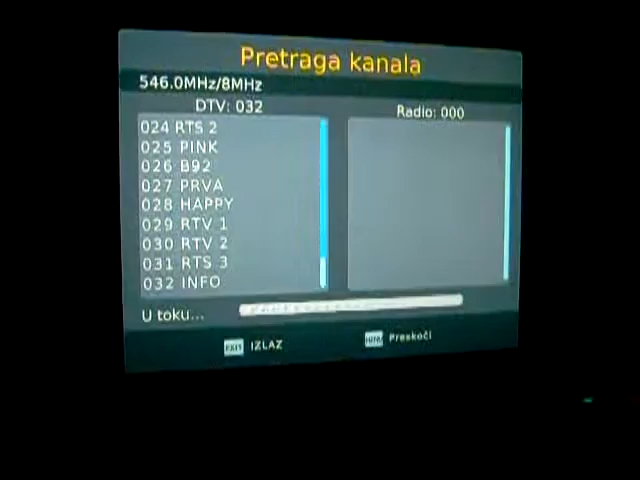 Pretraga kanala
546.0MHz/8MHz
DTV: 032
Radio: 000
024 RTS 2
025 PINK
026 B92
027 PRVA
028 HAPPY
029 RTV 1
030 RTV 2
031 RTS 3
032 INFO
U toku...
EXIT IZLAZ
MENU Preskoči